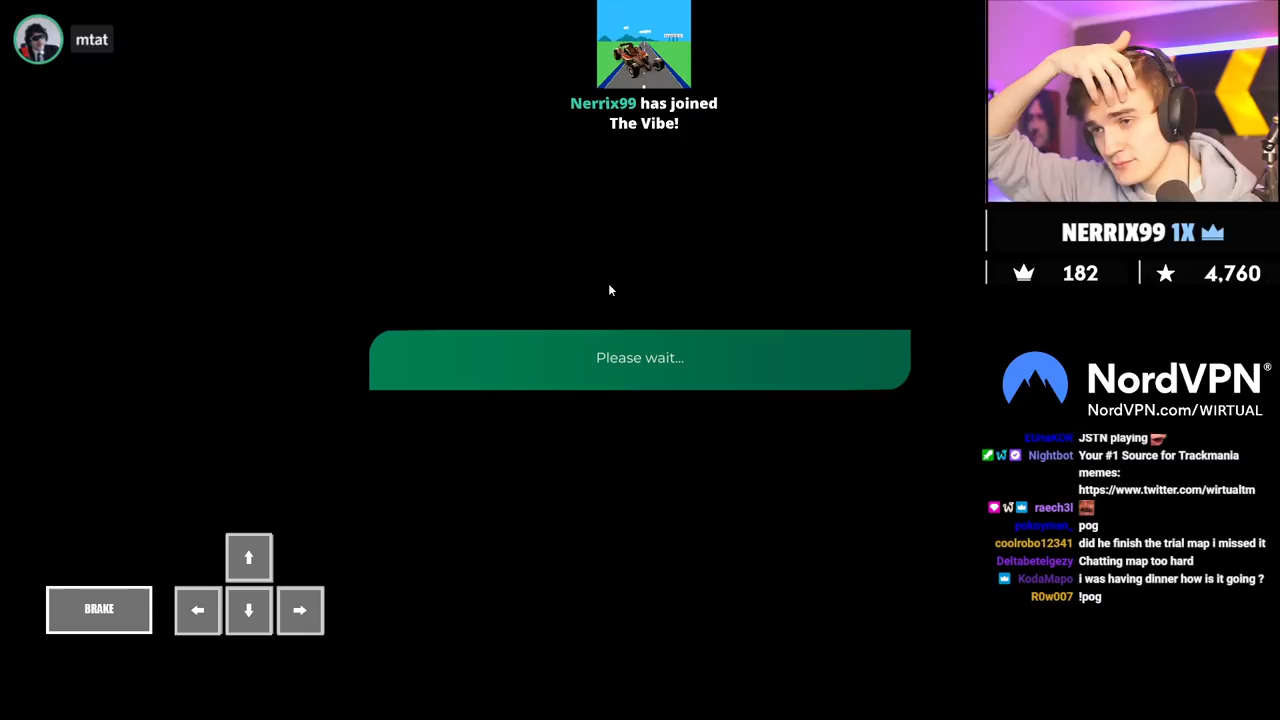 mtat
Nerrix99 has joined
The Vibe!
NERRIX99 1X
182
4,760
Please wait...
NordVPN®
NordVPN.com/WIRTUAL
JSTN playing
Nightbot Your #1 Source for Trackmania
memes:
https://www.twitter.com/wirtualtm
raech3l
pog
coolrobo12341 did he finish the trial map i missed it
Deltabetelgezy Chatting map too hard
KodaMapo i was having dinner how is it going ?
R0w007 !pog
BRAKE